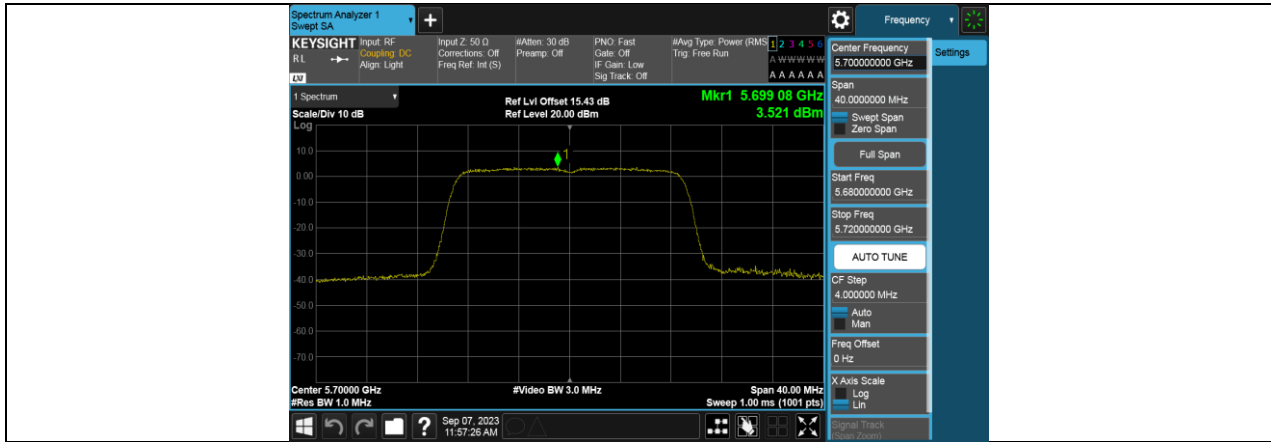 Spectrum Analyzer 1
Swept SA
Frequency
KEYSIGHT
RL
LXI
Input: RF
Coupling: DC
Align: Light
Input Z: 50 Ω
Corrections: Off
Freq Ref: Int (S)
#Atten: 30 dB
Preamp: Off
PNO: Fast
Gate: Off
IF Gain: Low
Sig Track: Off
#Avg Type: Power (RMS
Trig: Free Run
1 2 3 4 5 6
A W W W W W
A A A A A A
1 Spectrum
Scale/Div 10 dB
Ref Lvl Offset 15.43 dB
Ref Level 20.00 dBm
Mkr1 5.699 08 GHz
3.521 dBm
Log
1
10.0
0.00
-10.0
-20.0
-30.0
-40.0
-50.0
-60.0
-70.0
Center 5.70000 GHz
#Res BW 1.0 MHz
#Video BW 3.0 MHz
Span 40.00 MHz
Sweep 1.00 ms (1001 pts)
Center Frequency
5.700000000 GHz
Settings
Span
40.0000000 MHz
Swept Span
Zero Span
Full Span
Start Freq
5.680000000 GHz
Stop Freq
5.720000000 GHz
AUTO TUNE
CF Step
4.000000 MHz
Auto
Man
Freq Offset
0 Hz
X Axis Scale
Log
Lin
Signal Track
(Span Zoom)
?
Sep 07, 2023
11:57:26 AM